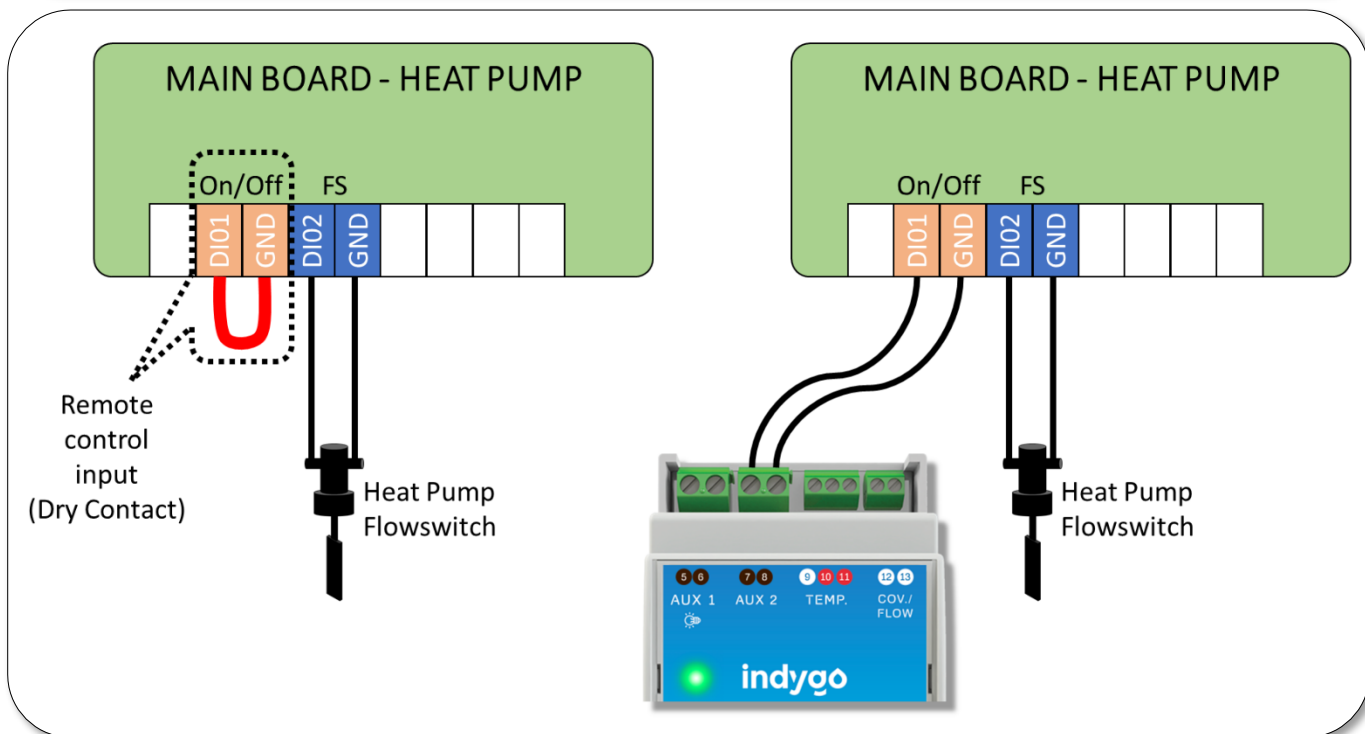 MAIN BOARD - HEAT PUMP
On/Off FS
DI01 GND DI02 GND
Remote
control
input
(Dry Contact)
Heat Pump
Flowswitch
MAIN BOARD - HEAT PUMP
On/Off FS
DI01 GND DI02 GND
Heat Pump
Flowswitch
5 6 7 8 9 10 11 12 13
AUX 1 AUX 2 TEMP. COV./
FLOW
indygo